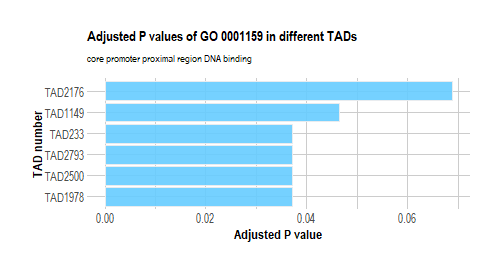 Adjusted P values of GO 0001159 in different TADs
core promoter proximal region DNA binding
TAD2176
TAD1149
TAD233
TAD2793
TAD2500
TAD1978
TAD number
0.00 0.02 0.04 0.06
Adjusted P value